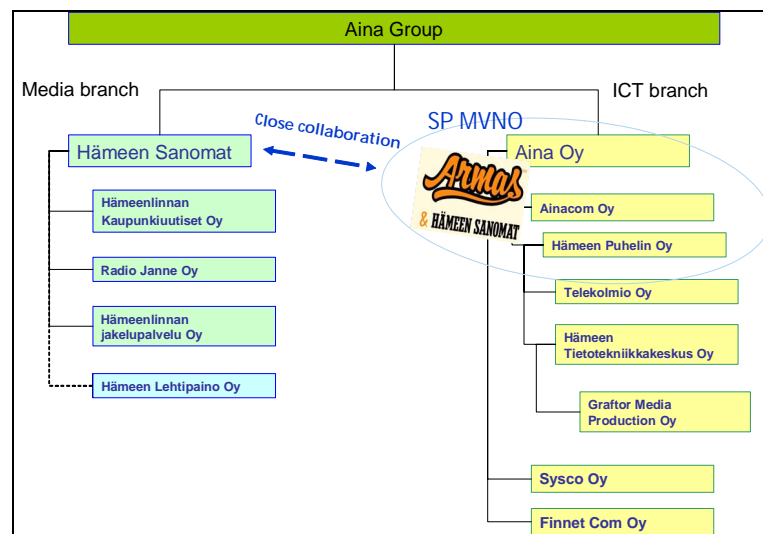 Aina Group
Media branch
ICT branch
Close collaboration
SP MVNO
Hämeen Sanomat
Aina Oy
Armas
& HÄMEEN SANOMAT
Hämeenlinnan
Kaupunkiuutiset Oy
Ainacom Oy
Hämeen Puhelin Oy
Radio Janne Oy
Telekolmio Oy
Hämeenlinnan
jakelupalvelu Oy
Hämeen
Tietotekniikkakeskus Oy
Hämeen Lehtipaino Oy
Graftor Media
Production Oy
Sysco Oy
Finnet Com Oy